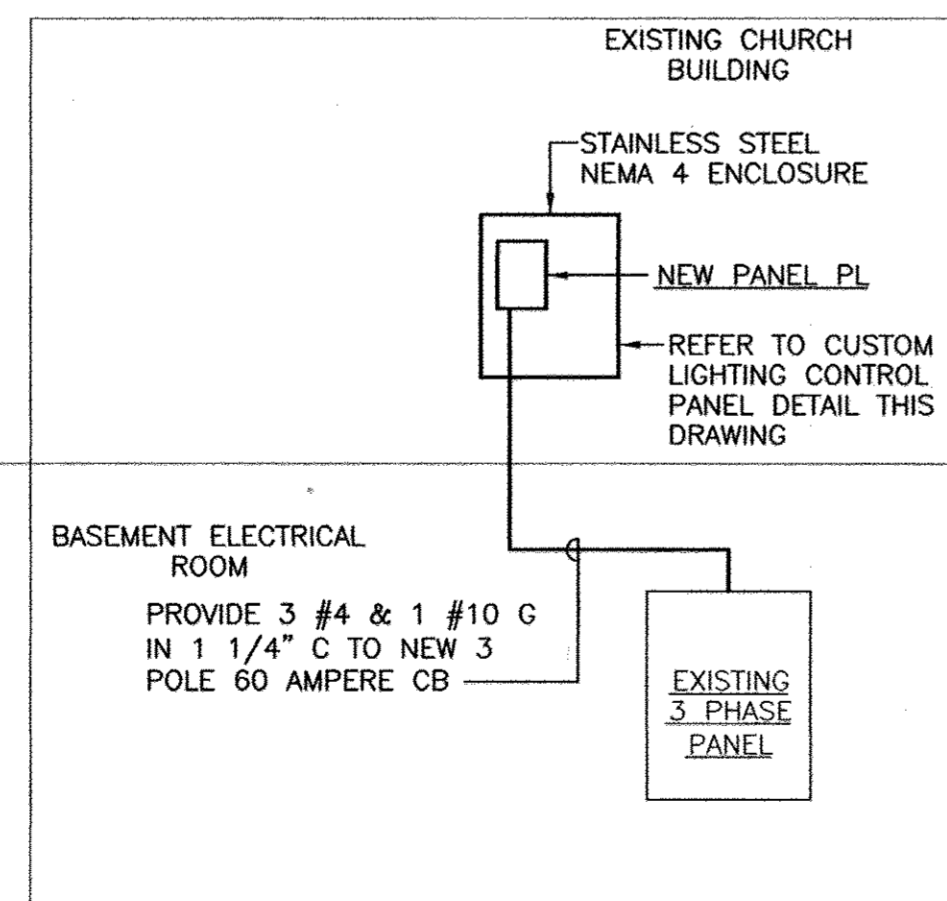 EXISTING CHURCH
BUILDING
STAINLESS STEEL
NEMA 4 ENCLOSURE
NEW PANEL PL
REFER TO CUSTOM
LIGHTING CONTROL
PANEL DETAIL THIS
DRAWING
BASEMENT ELECTRICAL
ROOM
PROVIDE 3 #4 & 1 #10 G
IN 1 1/4" C TO NEW 3
POLE 60 AMPERE CB
EXISTING
3 PHASE
PANEL